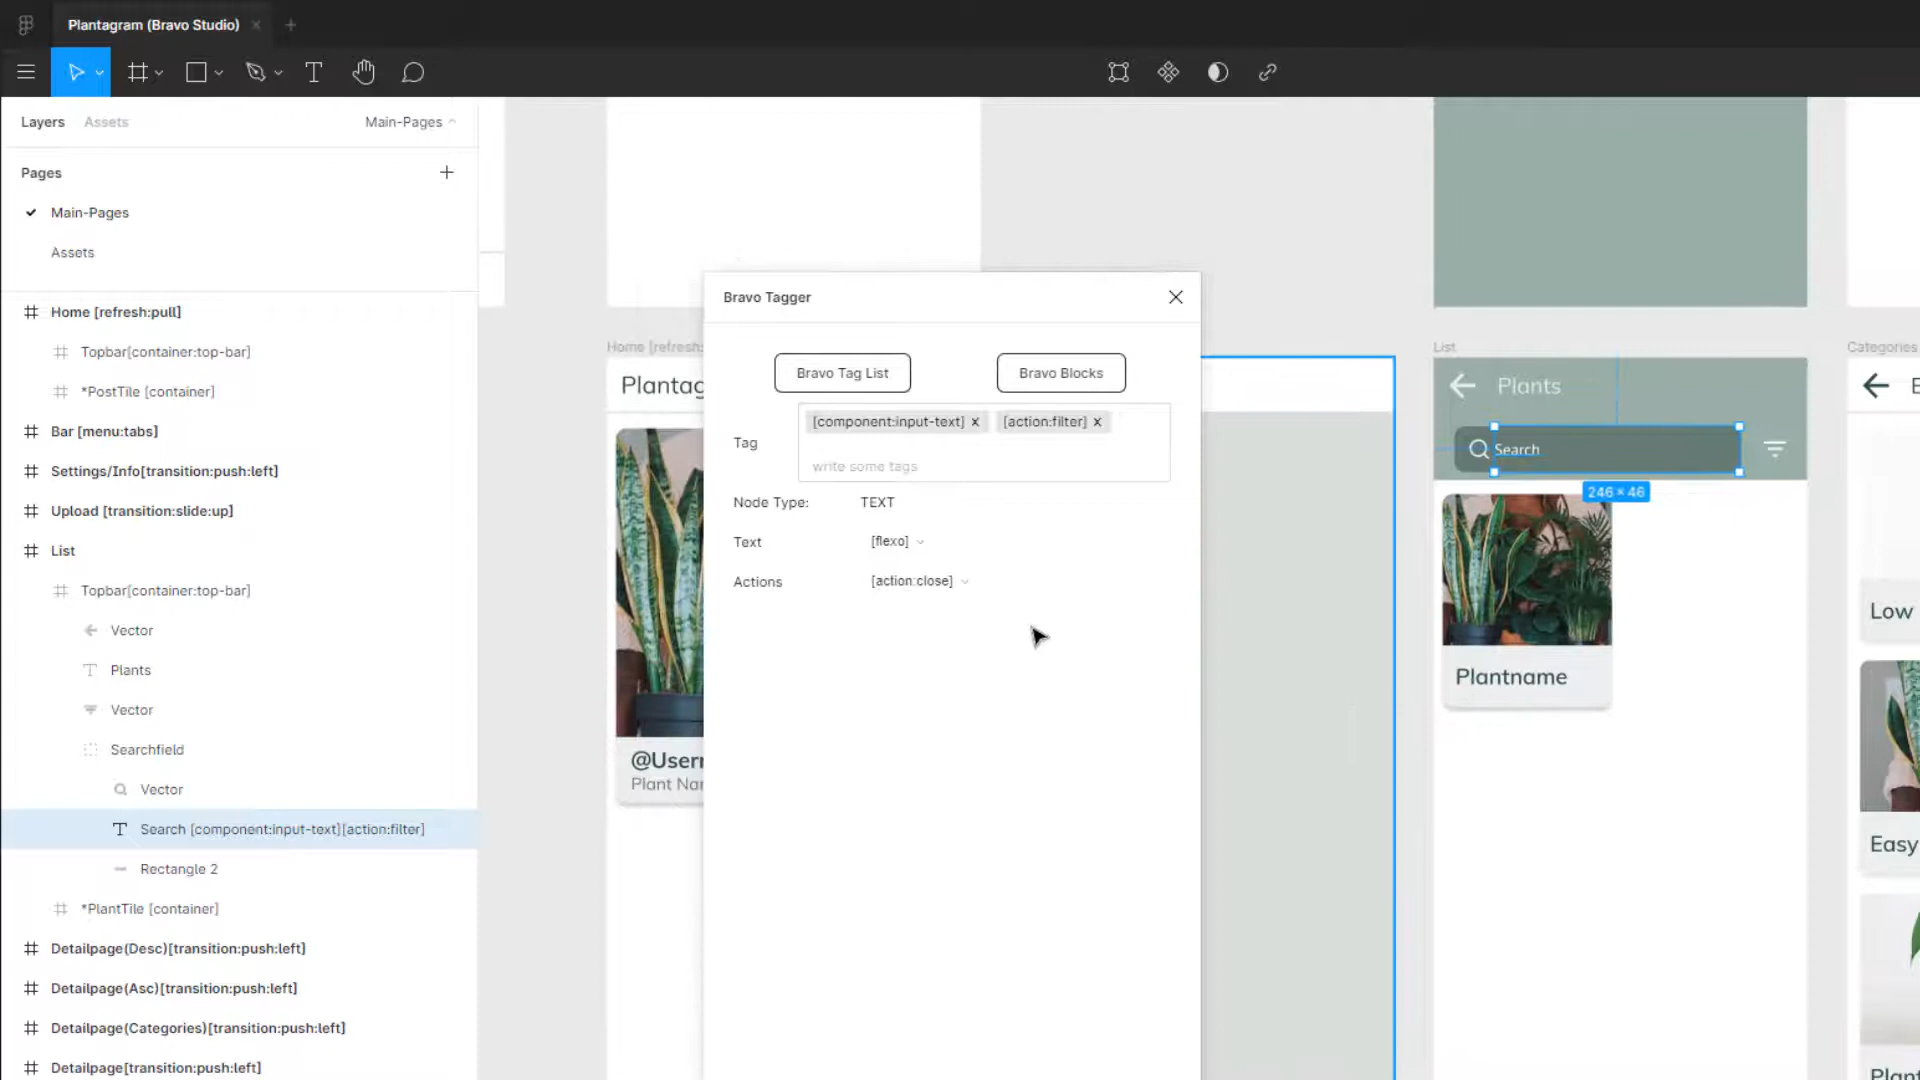 Plantagram (Bravo Studio)
Layers
Assets
Main-Pages
Pages
Main-Pages
Assets
Home [refresh:pull]
Topbar[container:top-bar]
*PostTile [container]
Bar [menu:tabs]
Settings/Info[transition:push:left]
Upload [transition:slide:up]
List
Topbar[container:top-bar]
Vector
Plants
Vector
Searchfield
Vector
Search [component:input-text][action:filter]
Rectangle 2
*PlantTile [container]
Detailpage(Desc)[transition:push:left]
Detailpage(Asc)[transition:push:left]
Detailpage(Categories)[transition:push:left]
Detailpage[transition:push:left]
Home [refresh:
Plantag
@Usern
Plant Nar
Bravo Tagger
Bravo Tag List
Bravo Blocks
Tag
[component:input-text] x [action:filter] x
write some tags
Node Type: TEXT
Text [flexo]
Actions [action:close]
List
Plants
Search
246 × 46
Plantname
Categories
Low
Easy